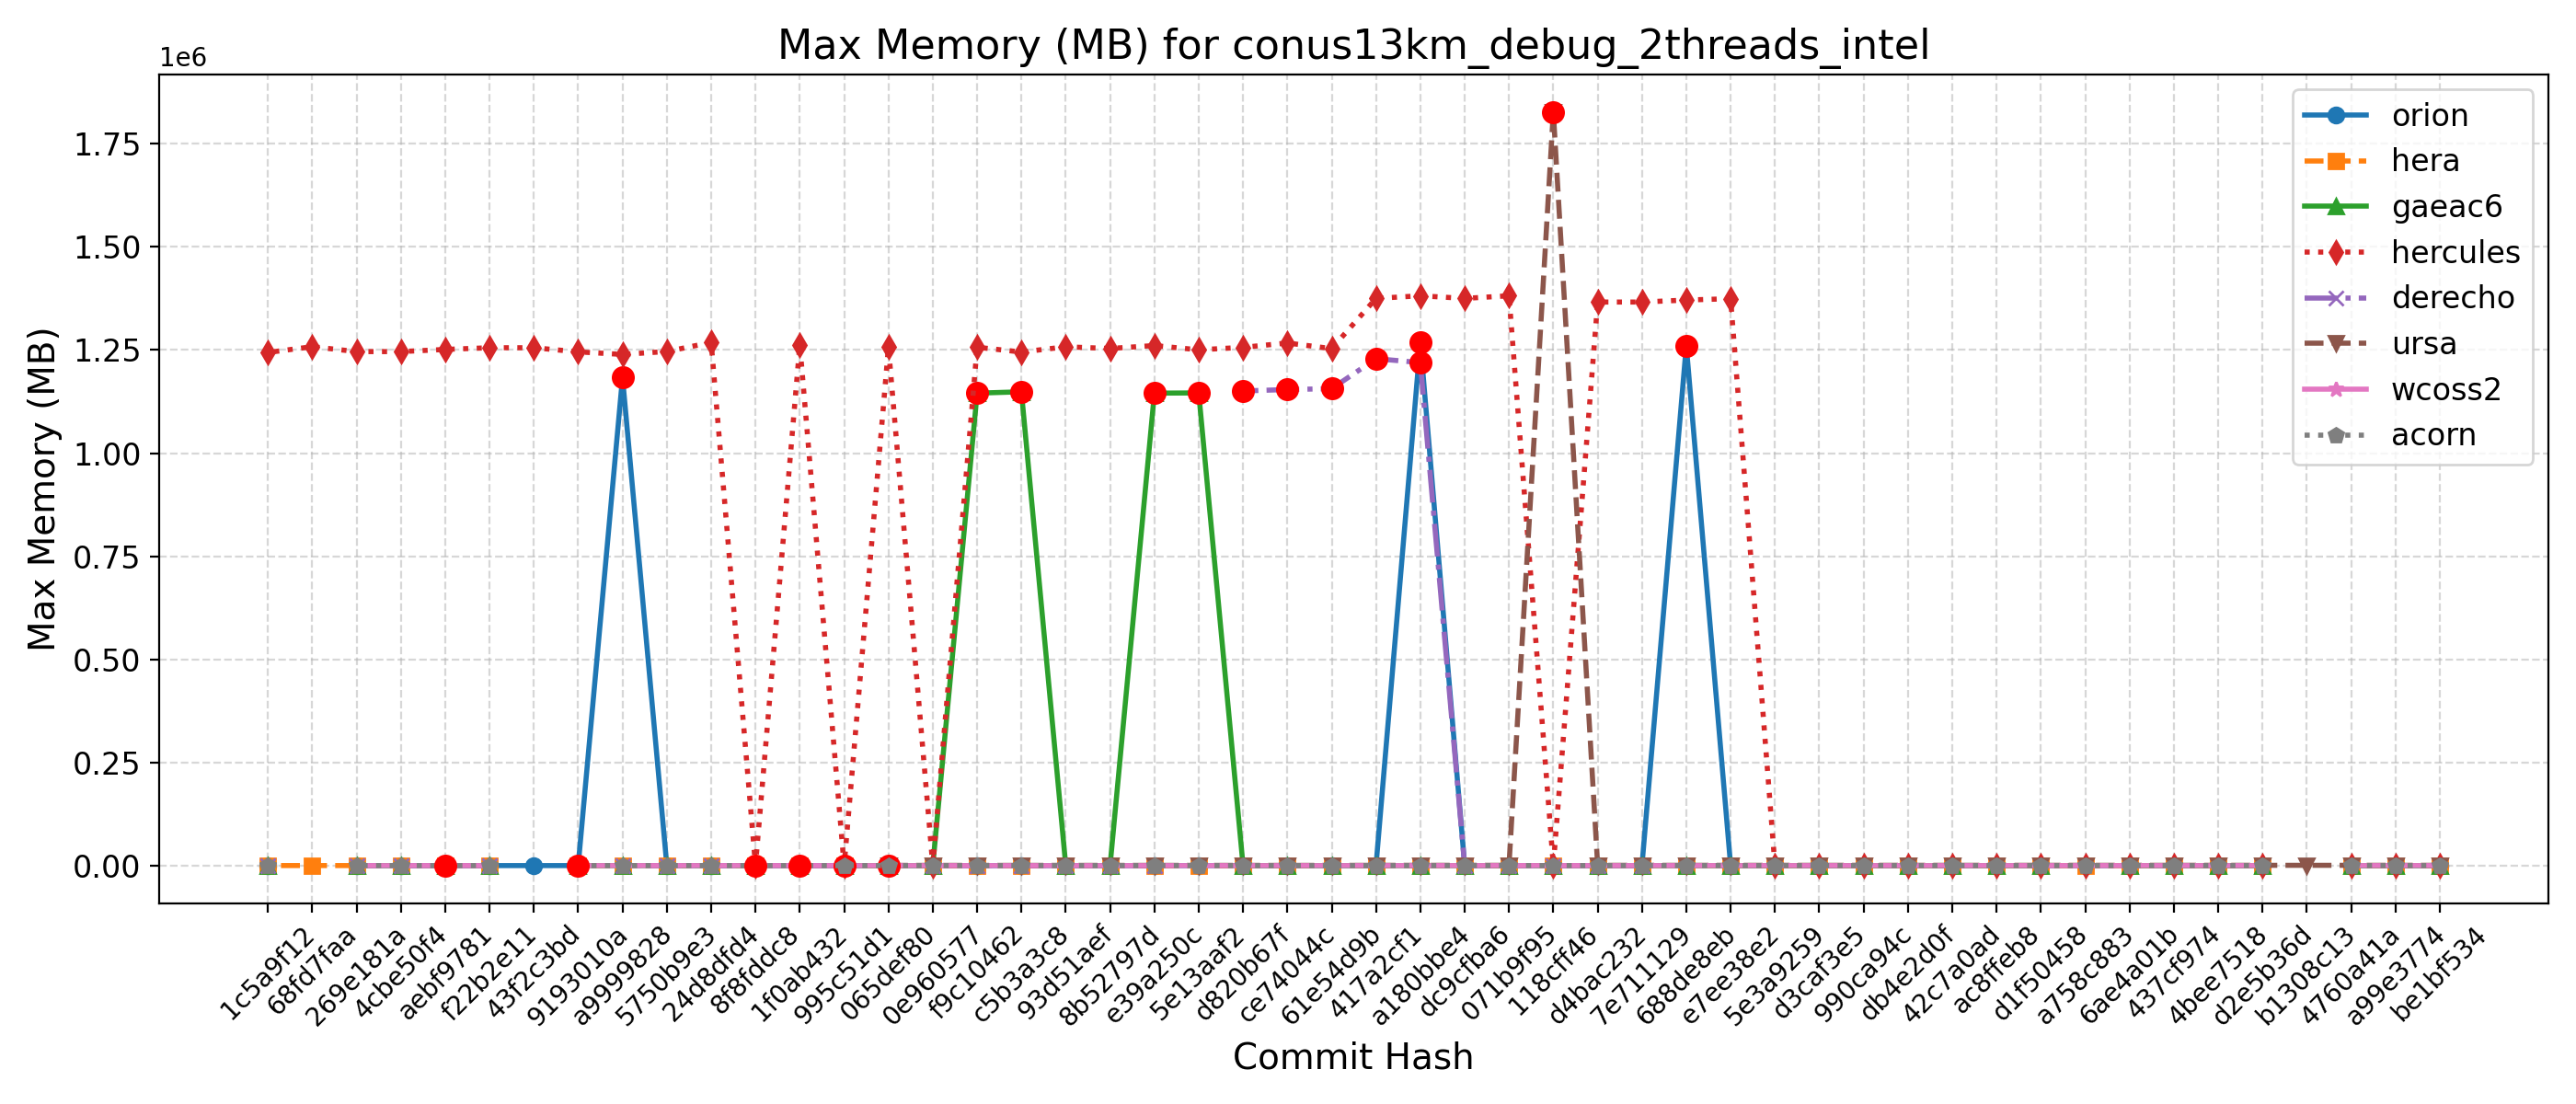 Max Memory (MB) for conus13km_debug_2threads_intel
1e6
1.75
1.50
1.25
1.00
0.75
0.50
0.25
0.00
Max Memory (MB)
orion
hera
gaeac6
hercules
derecho
ursa
wcoss2
acorn
1c5a9f12
68fd7faa
269e181a
4cbe50f4
aebf9781
f22b2e11
43f2c3bd
9193010a
a9999828
5750b9e3
24d8dfd4
8f8fddc8
1f0ab432
995c51d1
065def80
0e960577
f9c10462
c5b3a3c8
93d51aef
8b52797d
e39a250c
5e13aaf2
d820b67f
ce74044c
61e54d9b
417a2cf1
a180bbe4
dc9cfba6
071b9f95
118cff46
d4bac232
7e711129
688de8eb
e7ee38e2
5e3a9259
d3caf3e5
990ca94c
db4e2d0f
42c7a0ad
ac8ffeb8
d1f50458
a758c883
6ae4a01b
437cf974
4bee7518
d2e5b36d
b1308c13
4760a41a
a99e3774
be1bf534
Commit Hash